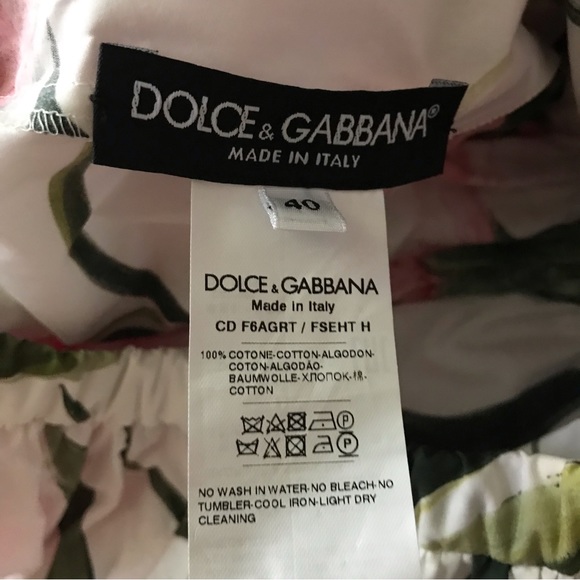 DOLCE & GABBANA®
MADE IN ITALY
40
DOLCE & GABBANA
Made in Italy
CD F6AGRT / FSEHT H
100% COTONE-COTTON-ALGODON-
COTON-ALGODÃO-
BAUMWOLLE-ХЛОПОК-棉-
COTTON
NO WASH IN WATER-NO BLEACH-NO
TUMBLER-COOL IRON-LIGHT DRY
CLEANING